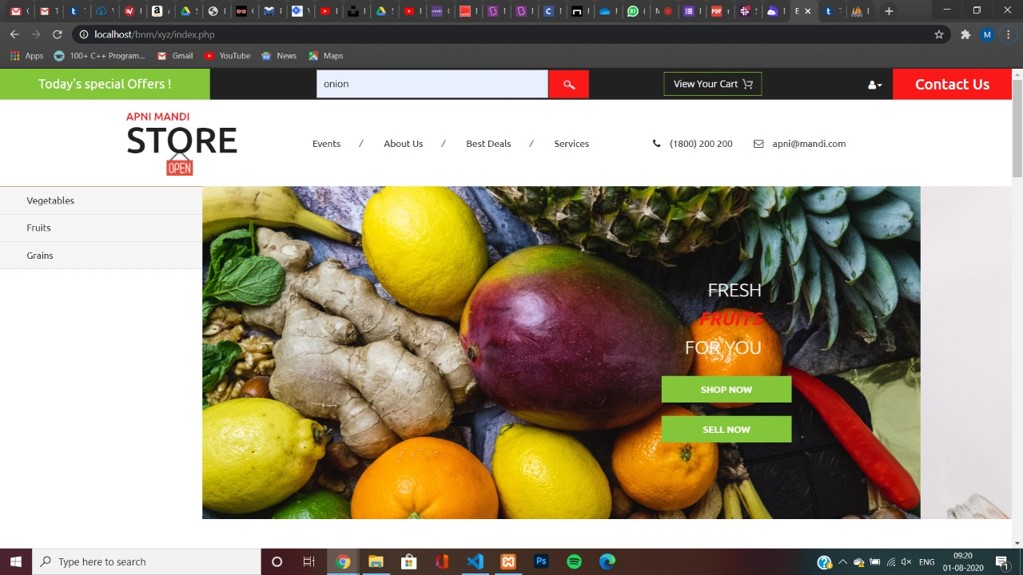 localhost/bnm/xyz/index.php
Apps
100+ C++ Program...
Gmail
YouTube
News
Maps
Today's special Offers !
onion
View Your Cart
Contact Us
APNI MANDI
STORE
OPEN
Events / About Us / Best Deals / Services
(1800) 200 200
apni@mandi.com
Vegetables
Fruits
Grains
FRESH
FRUITS
FOR YOU
SHOP NOW
SELL NOW
Type here to search
ENG
09:20
01-08-2020